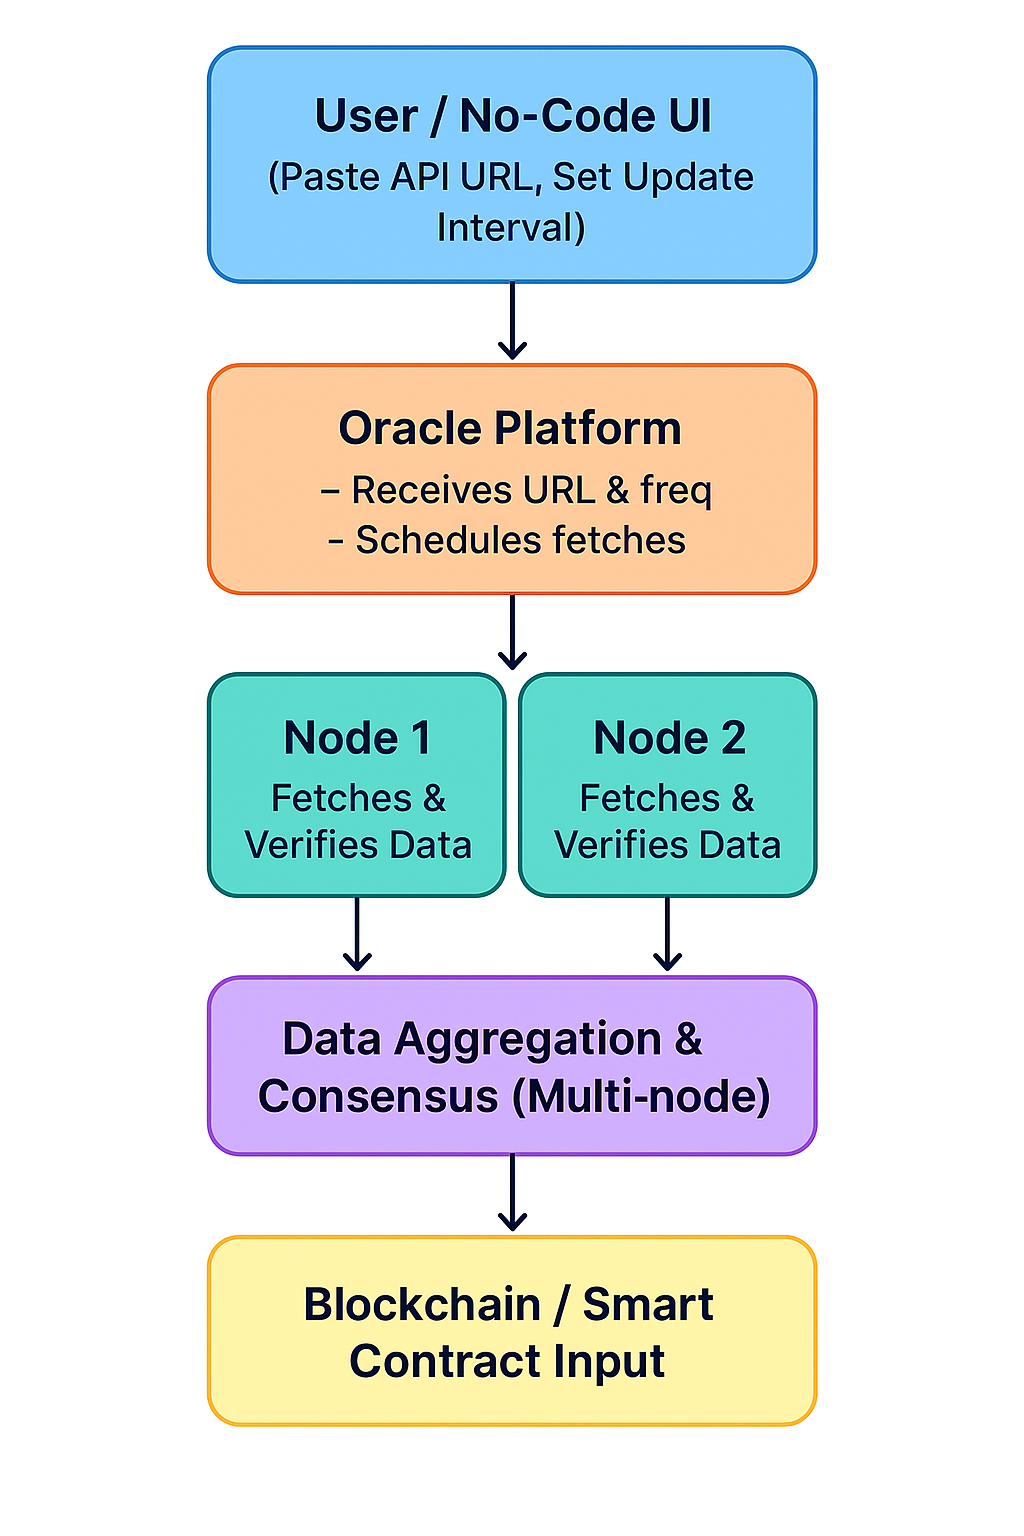 User / No-Code UI
(Paste API URL, Set Update
Interval)
Oracle Platform
– Receives URL & freq
- Schedules fetches
Node 1
Fetches &
Verifies Data
Node 2
Fetches &
Verifies Data
Data Aggregation &
Consensus (Multi-node)
Blockchain / Smart
Contract Input